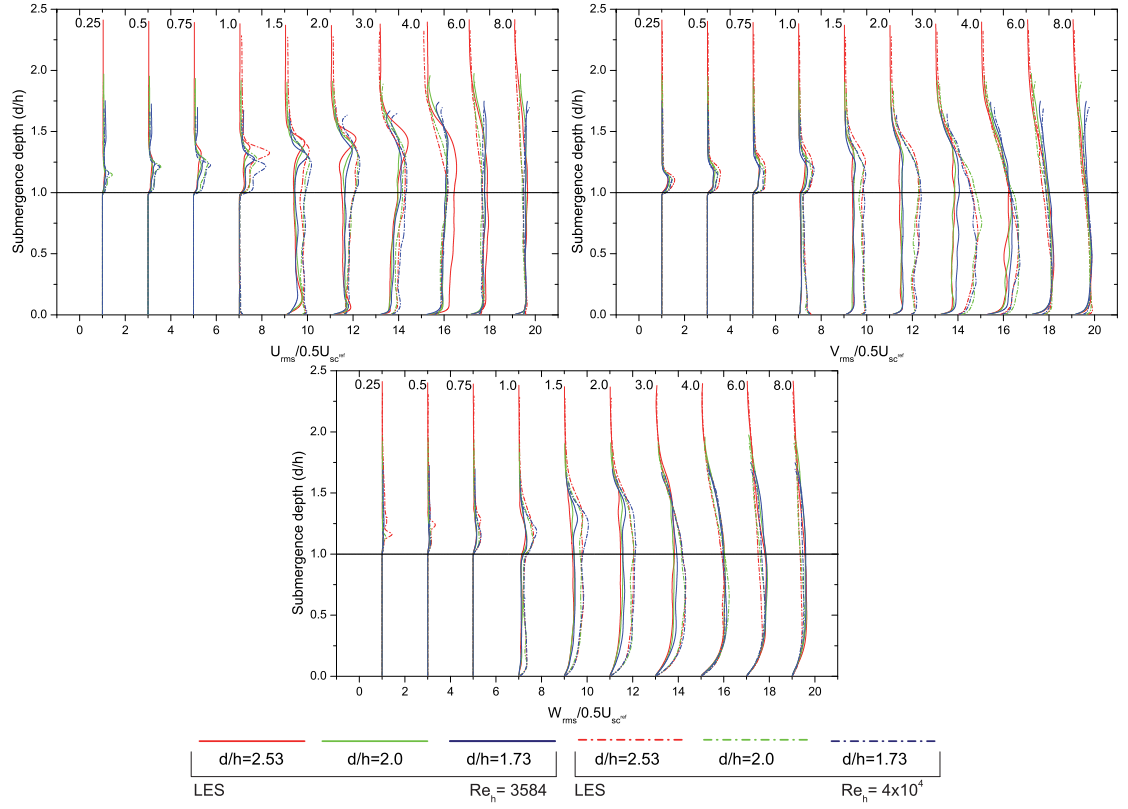 2.5
2.0
1.5
1.0
0.5
0.0
Submergence depth (d/h)
0.25 0.5 0.75 1.0 1.5 2.0 3.0 4.0 6.0 8.0
0 2 4 6 8 10 12 14 16 18 20
U_rms/0.5U_sc^ref
2.5
2.0
1.5
1.0
0.5
0.0
Submergence depth (d/h)
0.25 0.5 0.75 1.0 1.5 2.0 3.0 4.0 6.0 8.0
0 2 4 6 8 10 12 14 16 18 20
V_rms/0.5U_sc^ref
2.5
2.0
1.5
1.0
0.5
0.0
Submergence depth (d/h)
0.25 0.5 0.75 1.0 1.5 2.0 3.0 4.0 6.0 8.0
0 2 4 6 8 10 12 14 16 18 20
W_rms/0.5U_sc^ref
d/h=2.53 d/h=2.0 d/h=1.73 d/h=2.53 d/h=2.0 d/h=1.73
LES Re_h= 3584 LES Re_h= 4x10^4